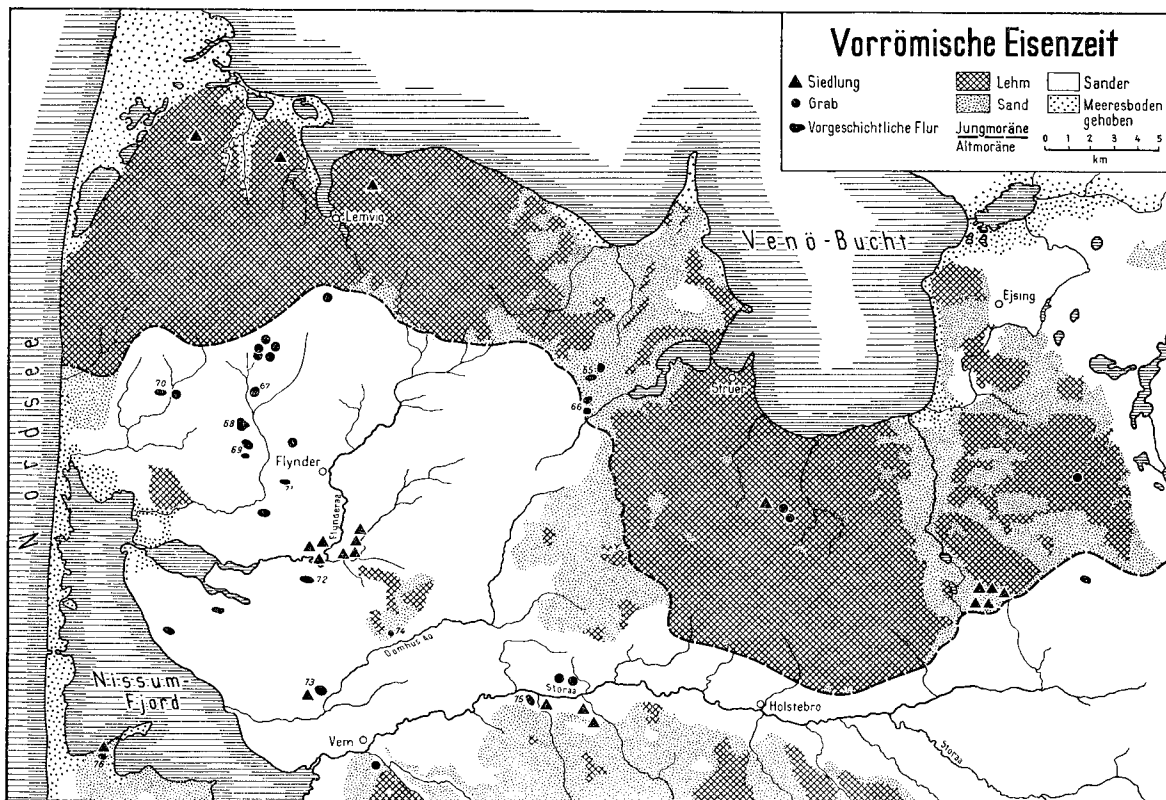 Vorrömische Eisenzeit
Siedlung
Grab
Vorgeschichtliche Flur
Lehm
Sand
Jungmoräne
Altmoräne
Sander
Meeresboden
gehoben
0 1 2 3 4 5
km
Lemvig
Venö-Bucht
Ejsing
Struer
Nordsee
70
67
68
69
66
Flynder
71
Flynderaa
72
74
Damhus Aa
73
Nissum-
Fjord
Storaa
75
Holstebro
Vem
Storaa
76